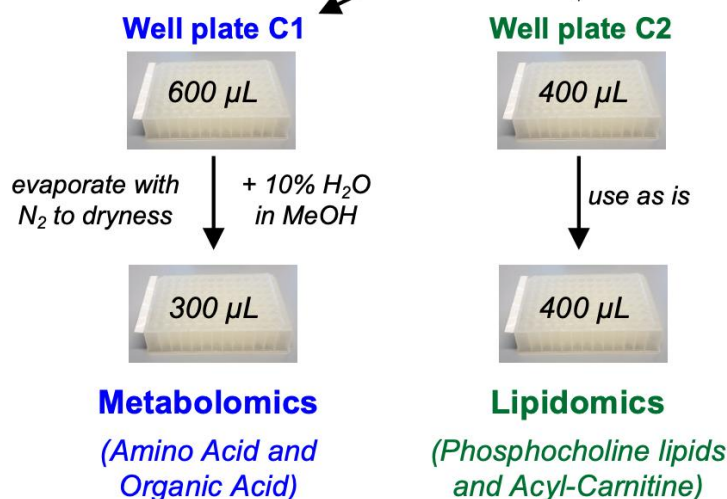 Well plate C1
600 µL
evaporate with
N₂ to dryness
+ 10% H₂O
in MeOH
300 µL
Metabolomics
(Amino Acid and
Organic Acid)
Well plate C2
400 µL
use as is
400 µL
Lipidomics
(Phosphocholine lipids
and Acyl-Carnitine)